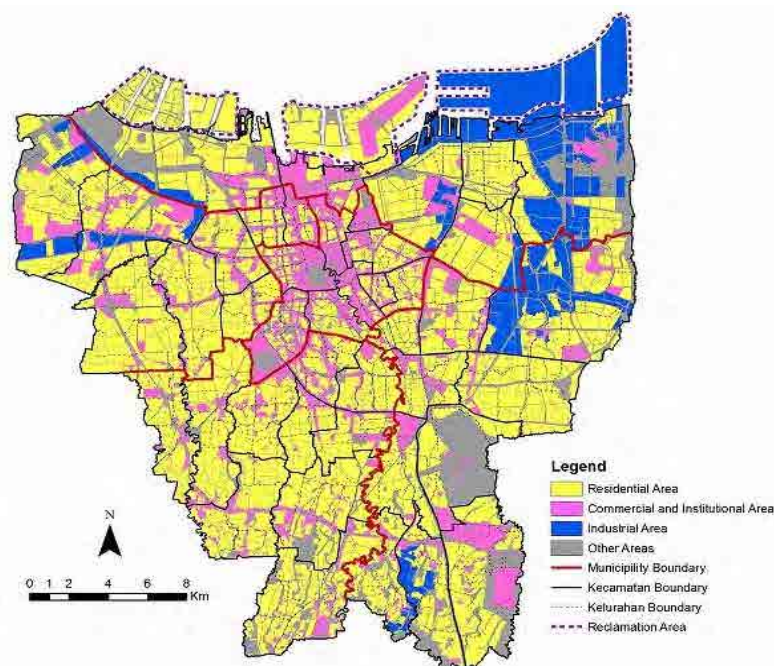 Legend
Residential Area
Commercial and Institutional Area
Industrial Area
Other Areas
Municipility Boundary
Kecamatan Boundary
Kelurahan Boundary
Reclamation Area
N
0 1 2 4 6 8
Km